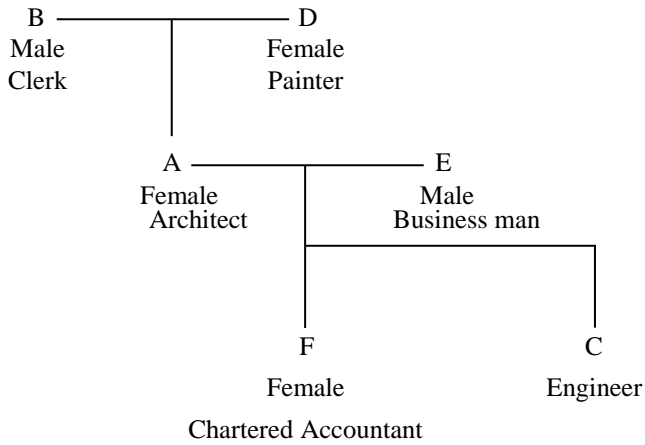 B D
Male Female
Clerk Painter
A E
Female Male
Architect Business man
F C
Female Engineer
Chartered Accountant